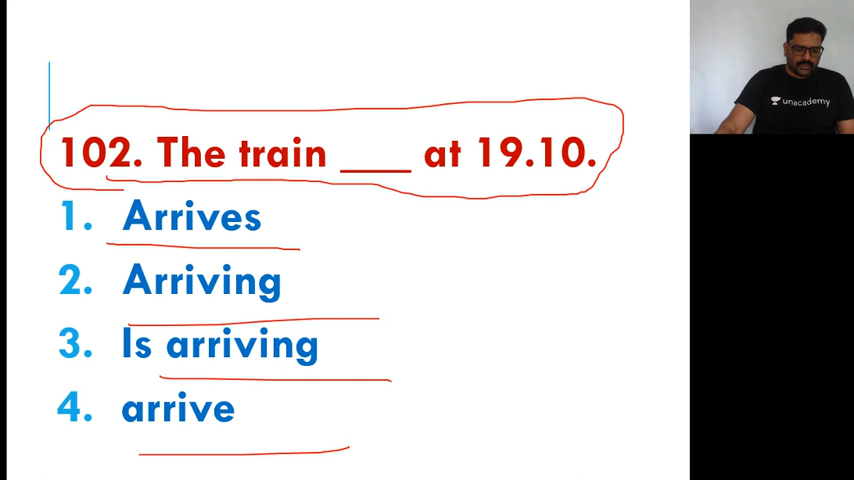 102. The train ___ at 19.10.
1. Arrives
2. Arriving
3. Is arriving
4. arrive
unacademy